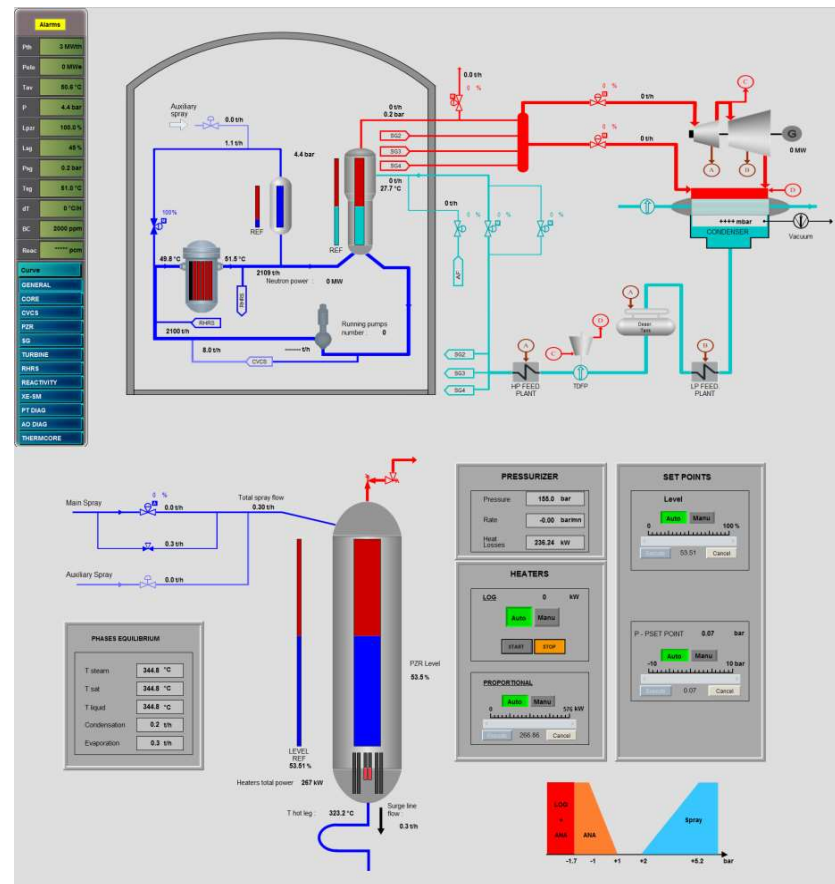 Alarms
Pth 3 MWth
Pele 0 MWe
Tav 50.6 °C
P 4.4 bar
Lpzr 100.0 %
Lsg 45 %
Psg 0.2 bar
Tsg 51.0 °C
dT 0 °C/H
BC 2000 ppm
Reac ***** pcm
Curve
GENERAL
CORE
CVCS
PZR
SG
TURBINE
RHRS
REACTIVITY
XE-SM
PT DIAG
AO DIAG
THERMCORE
Auxiliary spray
0.0 t/h
1.1 t/h
4.4 bar
100%
REF
49.8 °C
51.5 °C
2109 t/h
Neutron power : 0 MW
RHRS
RHRS
2100 t/h
8.0 t/h
CVCS
t/h
Running pumps number : 0
0 t/h
0.2 bar
SG2
SG3
SG4
0 t/h
27.7 °C
REF
0.0 t/h
0 %
0 t/h
0 %
0 %
0 %
AF
0 %
0 t/h
0 %
0 t/h
C
A
B
G
0 MW
D
++++ mbar
CONDENSER
Vacuum
SG2
SG3
SG4
A
HP FEED. PLANT
C
D
TDFP
A
Deaer. Tank
B
LP FEED. PLANT
Main Spray
0 %
0.0 t/h
0.3 t/h
Total spray flow
0.30 t/h
Auxiliary Spray
0.0 t/h
PHASES EQUILIBRIUM
T steam 344.8 °C
T sat 344.8 °C
T liquid 344.8 °C
Condensation 0.2 t/h
Evaporation 0.3 t/h
PZR Level
53.5 %
LEVEL REF
53.51 %
Heaters total power 267 kW
T hot leg : 323.2 °C
Surge line flow :
0.3 t/h
PRESSURIZER
Pressure 155.0 bar
Rate -0.00 bar/mn
Heat Losses 236.24 kW
HEATERS
LOG 0 kW
Auto Manu
START STOP
PROPORTIONAL
Auto Manu
0 576 kW
266.66 Cancel
SET POINTS
Level
Auto Manu
0 100 %
53.51 Cancel
P - PSET POINT 0.07 bar
Auto Manu
-10 10 bar
0.07 Cancel
LOG + ANA
ANA
Spray
-1.7 -1 +1 +2 +5.2 bar